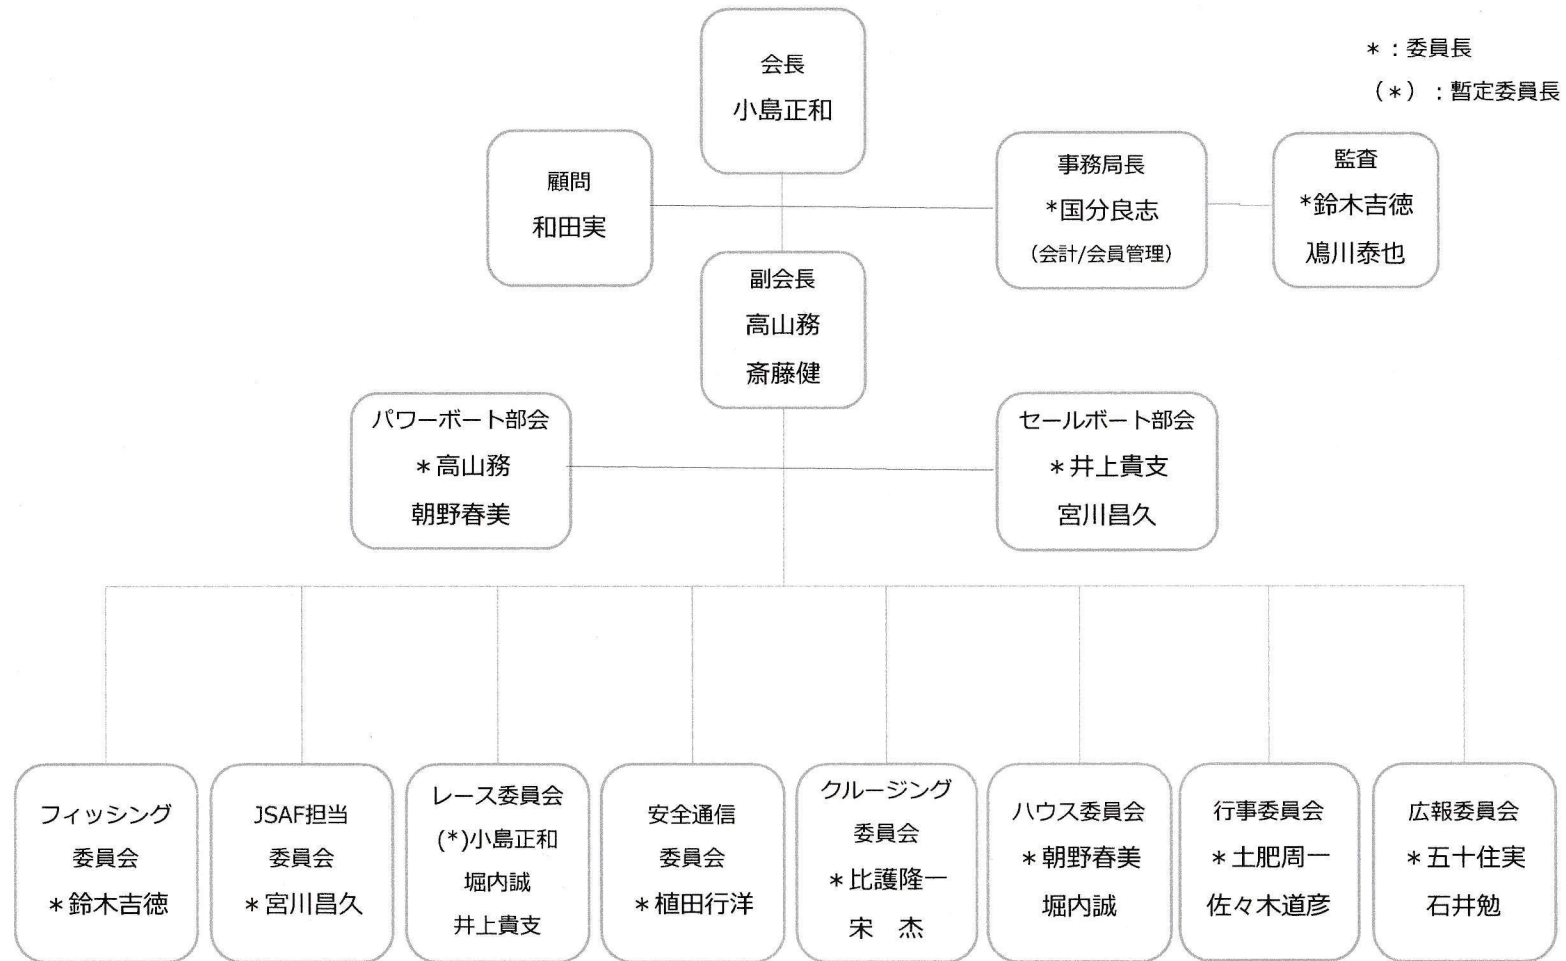 会長
小島正和
*：委員長
(*)：暫定委員長
顧問
和田実
事務局長
*国分良志
(会計/会員管理)
監査
*鈴木吉徳
鳰川泰也
副会長
高山務
斎藤健
パワーボート部会
*高山務
朝野春美
セールボート部会
*井上貴支
宮川昌久
フィッシング
委員会
*鈴木吉徳
JSAF担当
委員会
*宮川昌久
レース委員会
(*)小島正和
堀内誠
井上貴支
安全通信
委員会
*植田行洋
クルージング
委員会
*比護隆一
宋　杰
ハウス委員会
*朝野春美
堀内誠
行事委員会
*土肥周一
佐々木道彦
広報委員会
*五十住実
石井勉